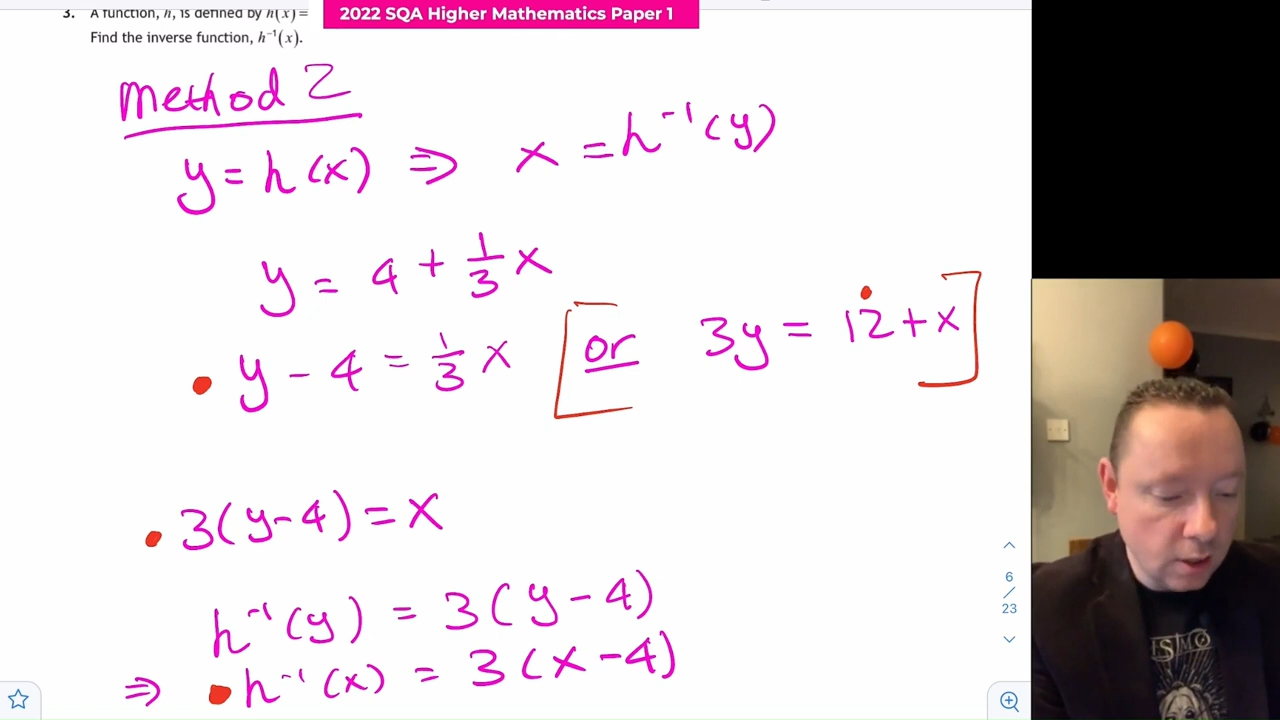 2022 SQA Higher Mathematics Paper 1
3. A function, h, is defined by h(x)=
Find the inverse function, h⁻¹(x).
Method 2
y = h(x) ⇒ x = h⁻¹(y)
y = 4 + 1/3 x
y - 4 = 1/3 x [or 3y = 12 + x]
3(y-4) = x
h⁻¹(y) = 3(y-4)
⇒ h⁻¹(x) = 3(x-4)
6
/
23